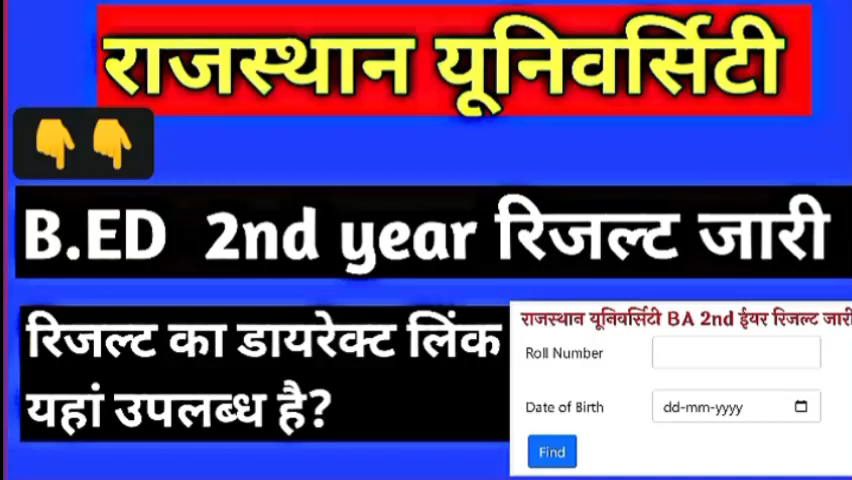 राजस्थान यूनिवर्सिटी
B.ED 2nd year रिजल्ट जारी
रिजल्ट का डायरेक्ट लिंक
यहां उपलब्ध है?
राजस्थान यूनिवर्सिटी BA 2nd ईयर रिजल्ट जारी
Roll Number
Date of Birth dd-mm-yyyy
Find